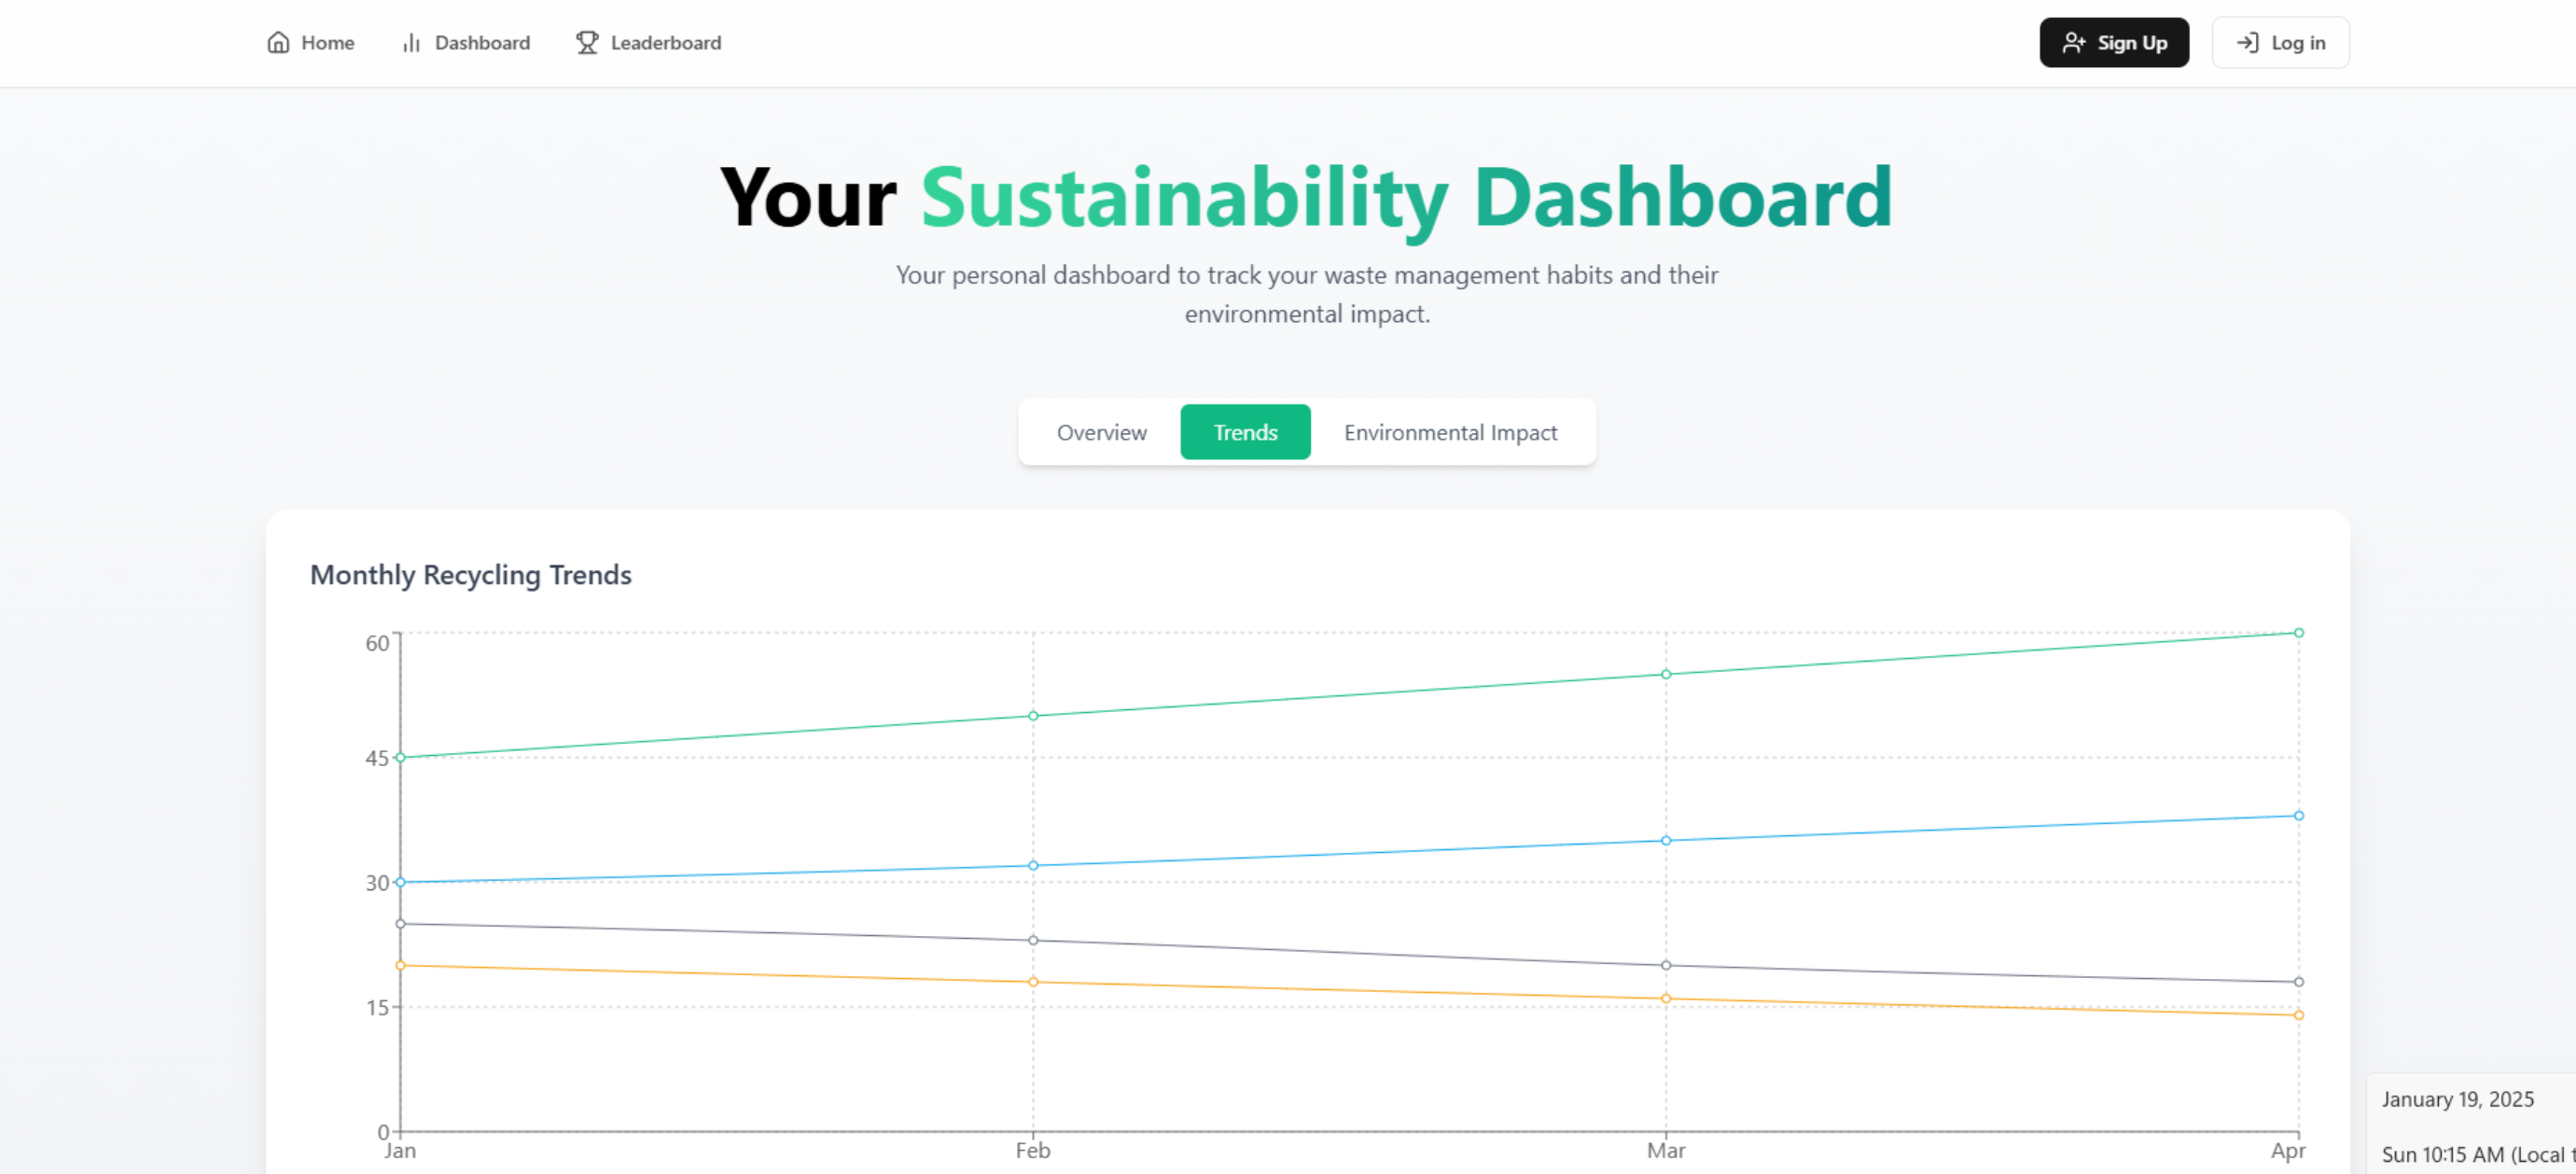 Home Dashboard Leaderboard Sign Up Log in
Your Sustainability Dashboard
Your personal dashboard to track your waste management habits and their
environmental impact.
Overview Trends Environmental Impact
Monthly Recycling Trends
60
45
30
15
0
Jan Feb Mar Apr
January 19, 2025
Sun 10:15 AM (Local